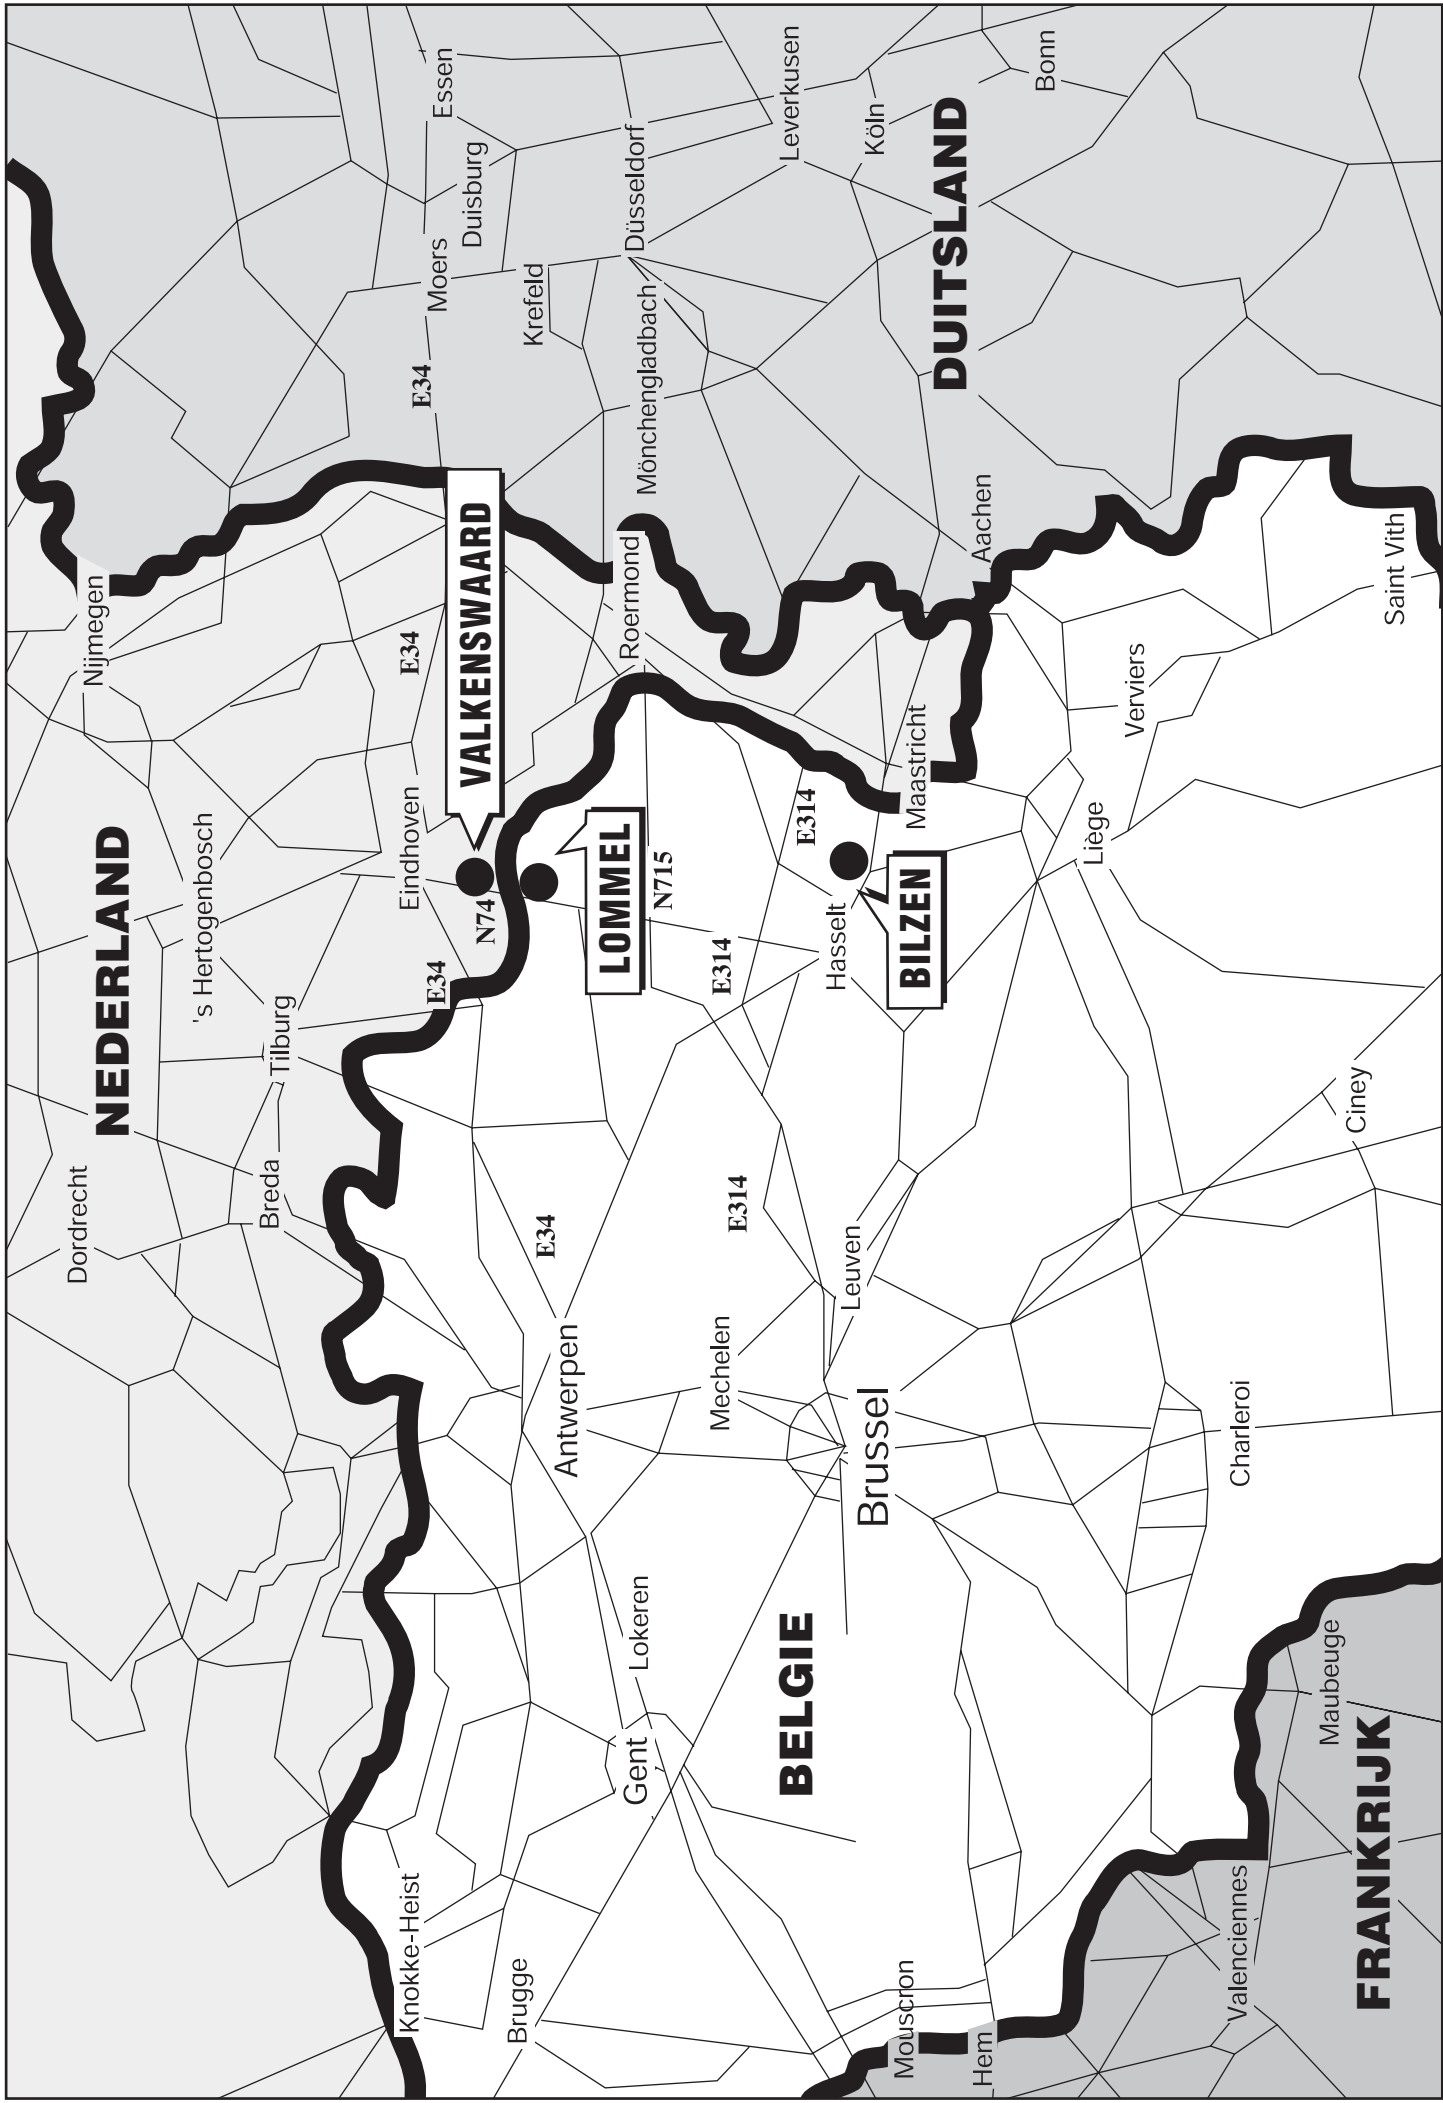 Dordrecht
Nijmegen
NEDERLAND
's Hertogenbosch
Breda
Tilburg
Knokke-Heist
Eindhoven
E34
E34
E34
Moers
Essen
Duisburg
VALKENSWAARD
N74
Brugge
Krefeld
E34
Antwerpen
LOMMEL
Roermond
Gent
Düsseldorf
Lokeren
Mönchengladbach
N715
Mechelen
E314
E314
Leverkusen
BELGIE
E314
Hasselt
Leuven
Brussel
Köln
Mouscron
BILZEN
Maastricht
DUITSLAND
Hem
Aachen
Bonn
Liège
Verviers
Valenciennes
Charleroi
Maubeuge
Ciney
FRANKRIJK
Saint Vith